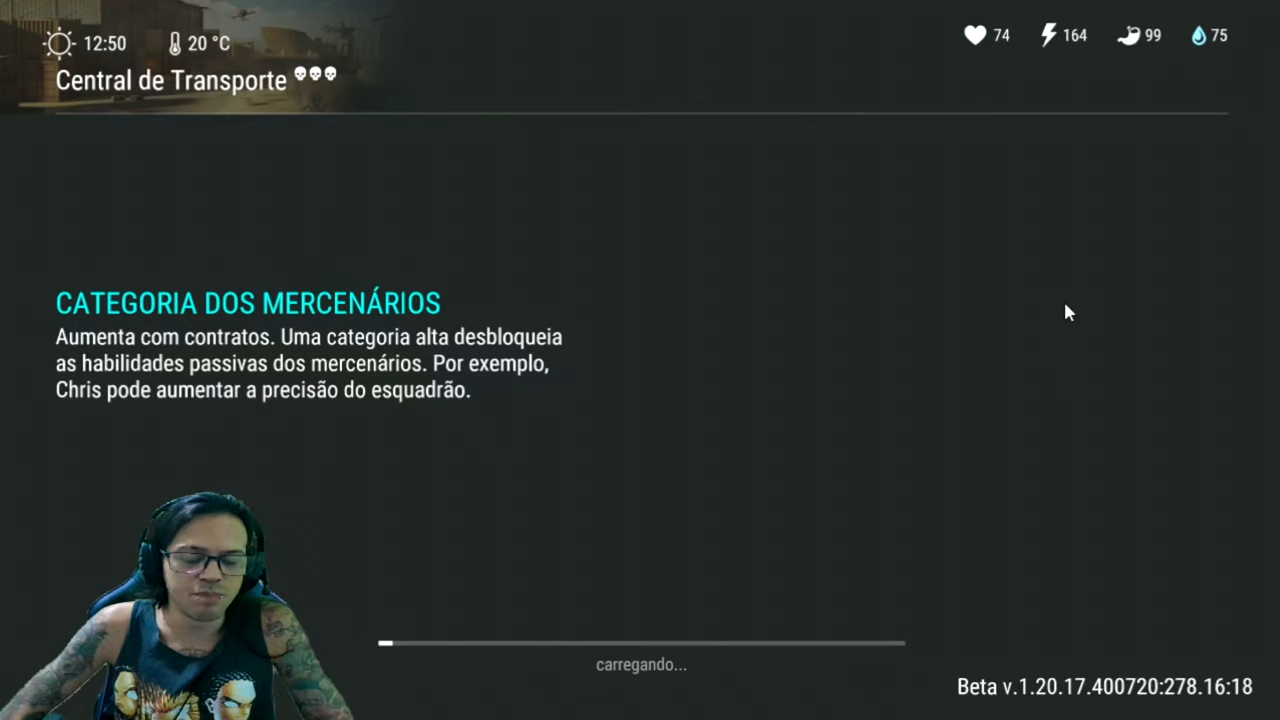 12:50 20 °C
Central de Transporte
74 164 99 75
CATEGORIA DOS MERCENÁRIOS
Aumenta com contratos. Uma categoria alta desbloqueia
as habilidades passivas dos mercenários. Por exemplo,
Chris pode aumentar a precisão do esquadrão.
carregando...
Beta v.1.20.17.400720:278.16:18